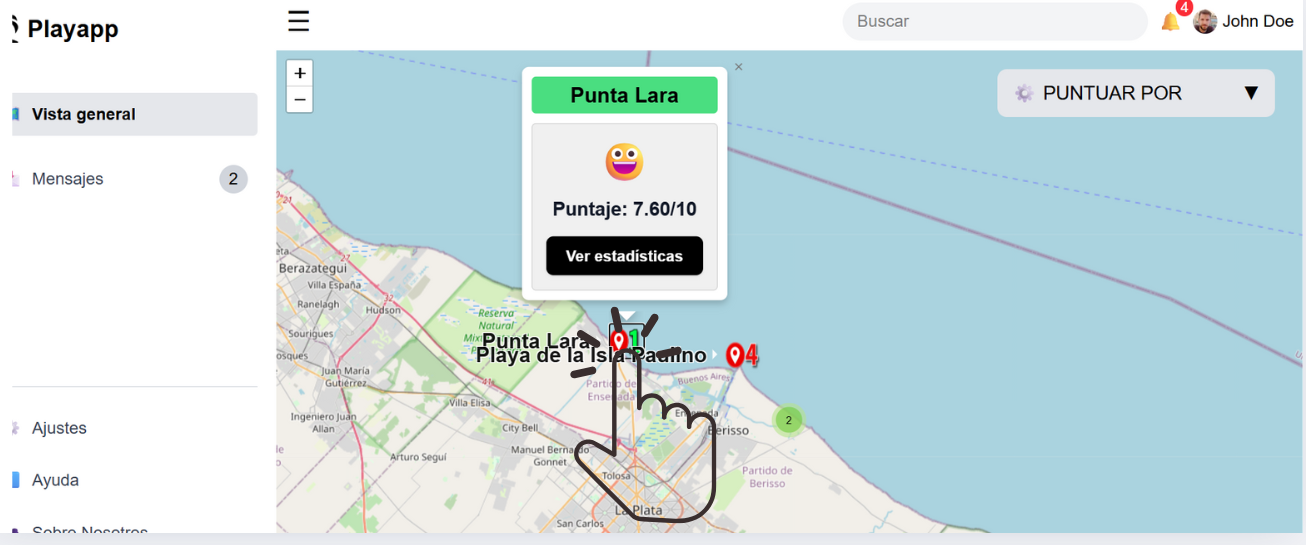 Playapp
☰
Buscar
4
John Doe
Vista general
Mensajes
2
Ajustes
Ayuda
Sobre Nosotros
+
−
×
Punta Lara
Puntaje: 7.60/10
Ver estadísticas
PUNTUAR POR ▼
Berazategui
Villa España
Ranelagh
Hudson
27
32
41
Sourigues
Juan María
Gutiérrez
Ingeniero Juan
Allan
Reserva
Natural
Punta Lara
1
Playa de la Isla Paulino
4
Partido de
Buenos Aires
Villa Elisa
City Bell
Arturo Seguí
Manuel Bernardo
Gonnet
Berisso
2
Tolosa
Partido de
Berisso
La Plata
San Carlos